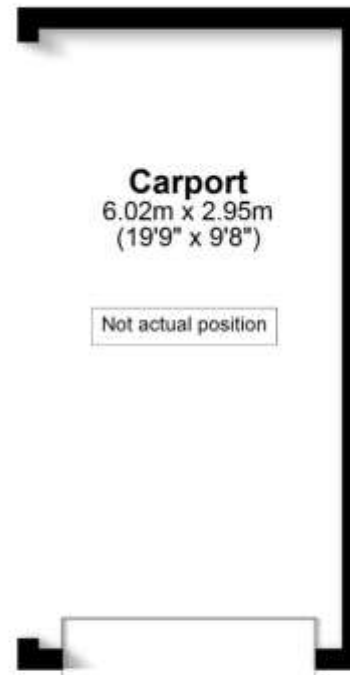 Carport
6.02m x 2.95m
(19'9" x 9'8")
Not actual position